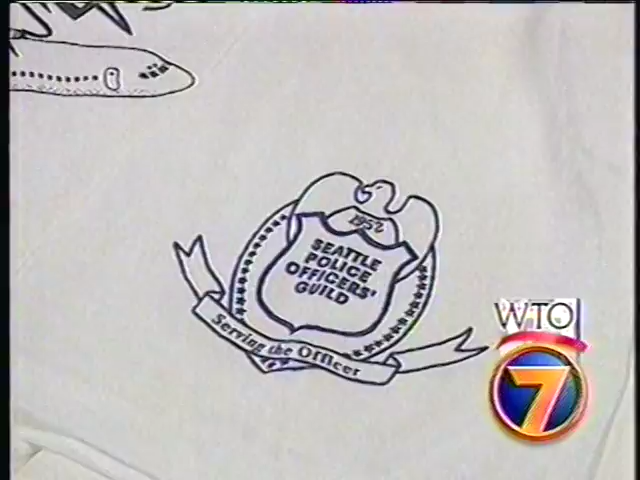 1952
SEATTLE
POLICE
OFFICERS'
GUILD
Serving the Officer
WTO
7